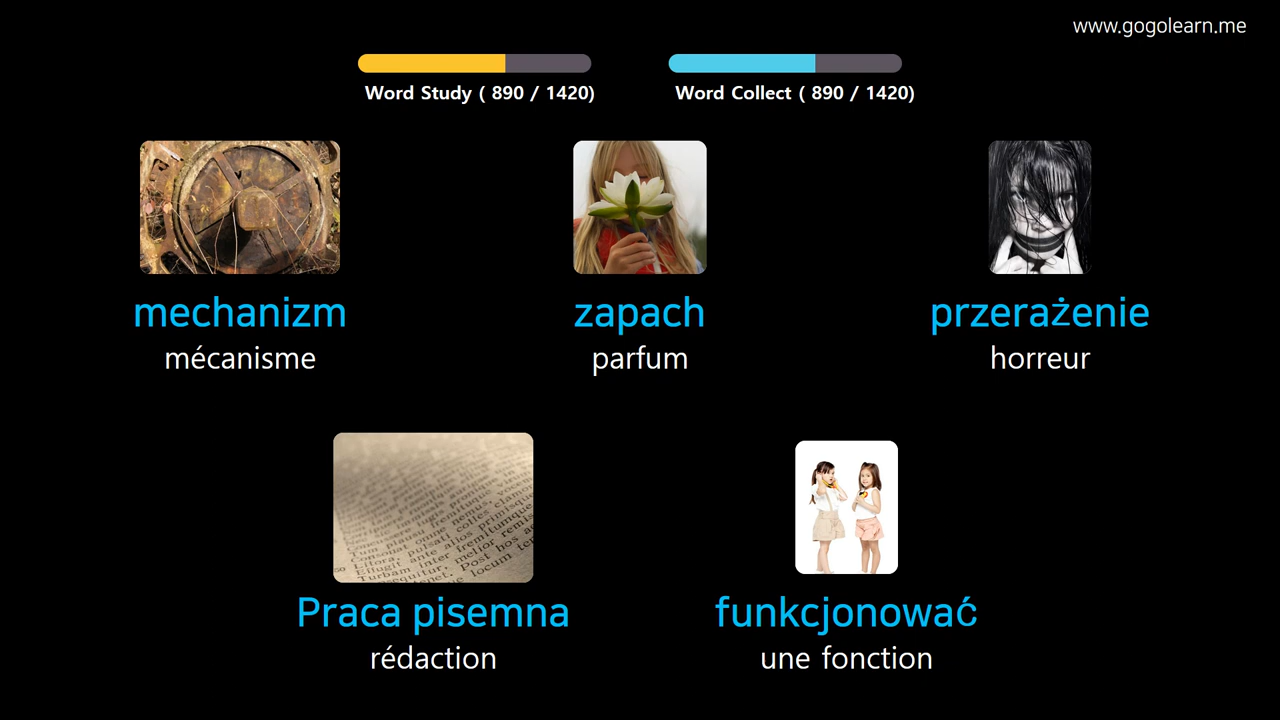 www.gogolearn.me
Word Study ( 890 / 1420)
Word Collect ( 890 / 1420)
mechanizm
mécanisme
zapach
parfum
przerażenie
horreur
Praca pisemna
rédaction
funkcjonować
une fonction